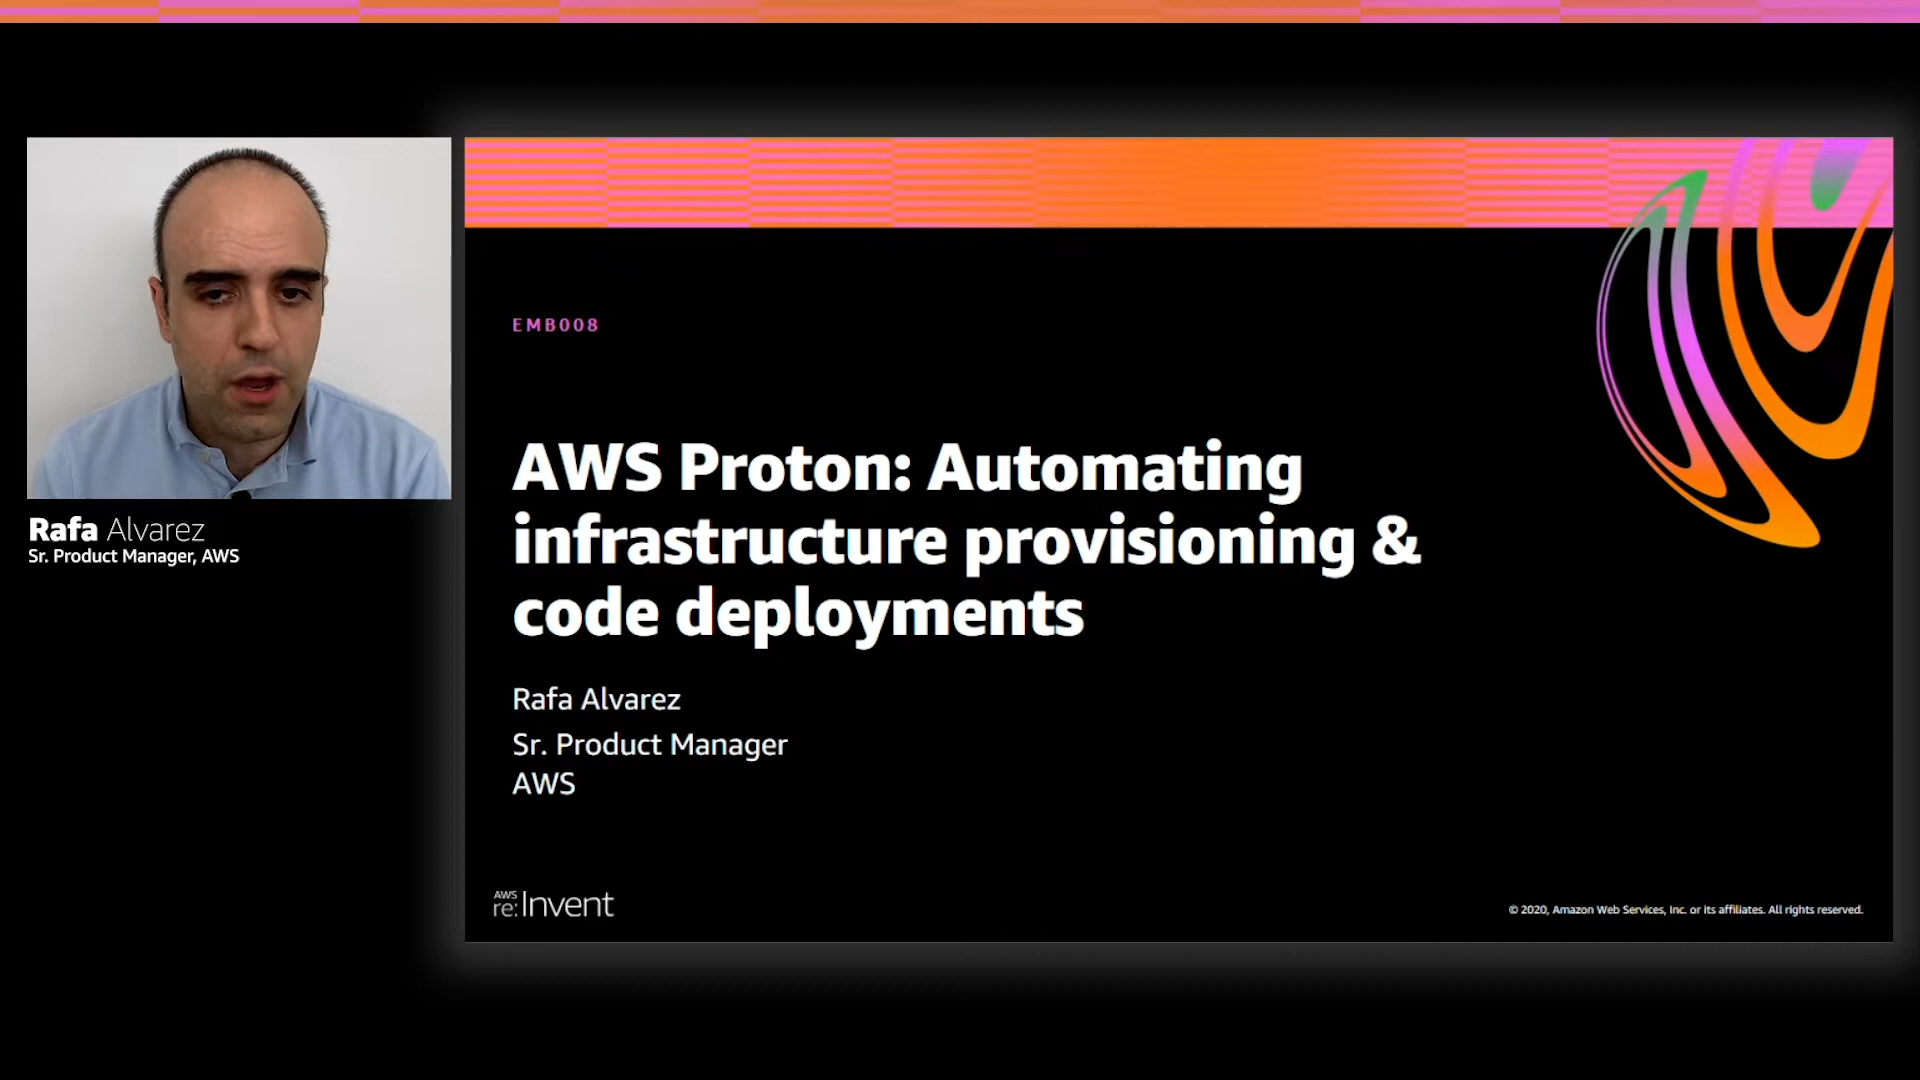 Rafa Alvarez
Sr. Product Manager, AWS
EMB008
AWS Proton: Automating
infrastructure provisioning &
code deployments
Rafa Alvarez
Sr. Product Manager
AWS
AWS
re:Invent
© 2020, Amazon Web Services, Inc. or its affiliates. All rights reserved.